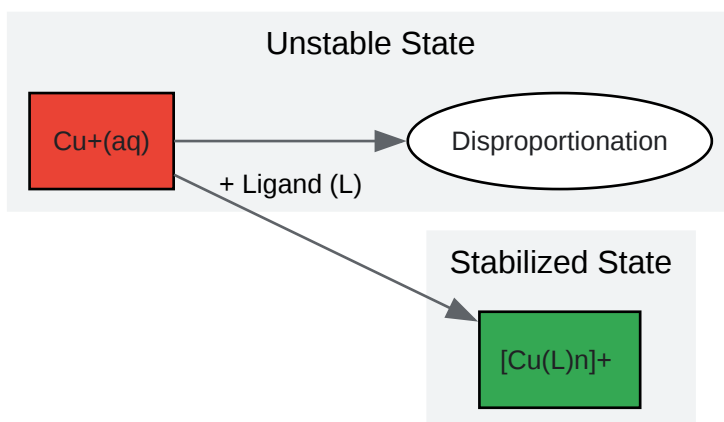 Unstable State
Cu+(aq)
Disproportionation
+ Ligand (L)
Stabilized State
[Cu(L)n]+